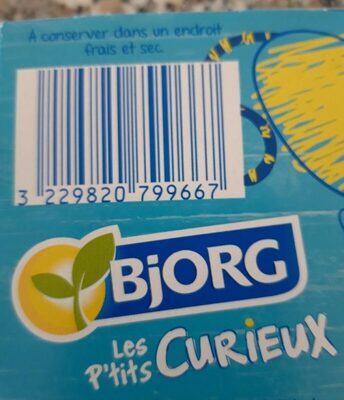 A conserver dans un endroit
frais et sec.
3 229820 799667
BjORG
Les
P'tits CURiEUX